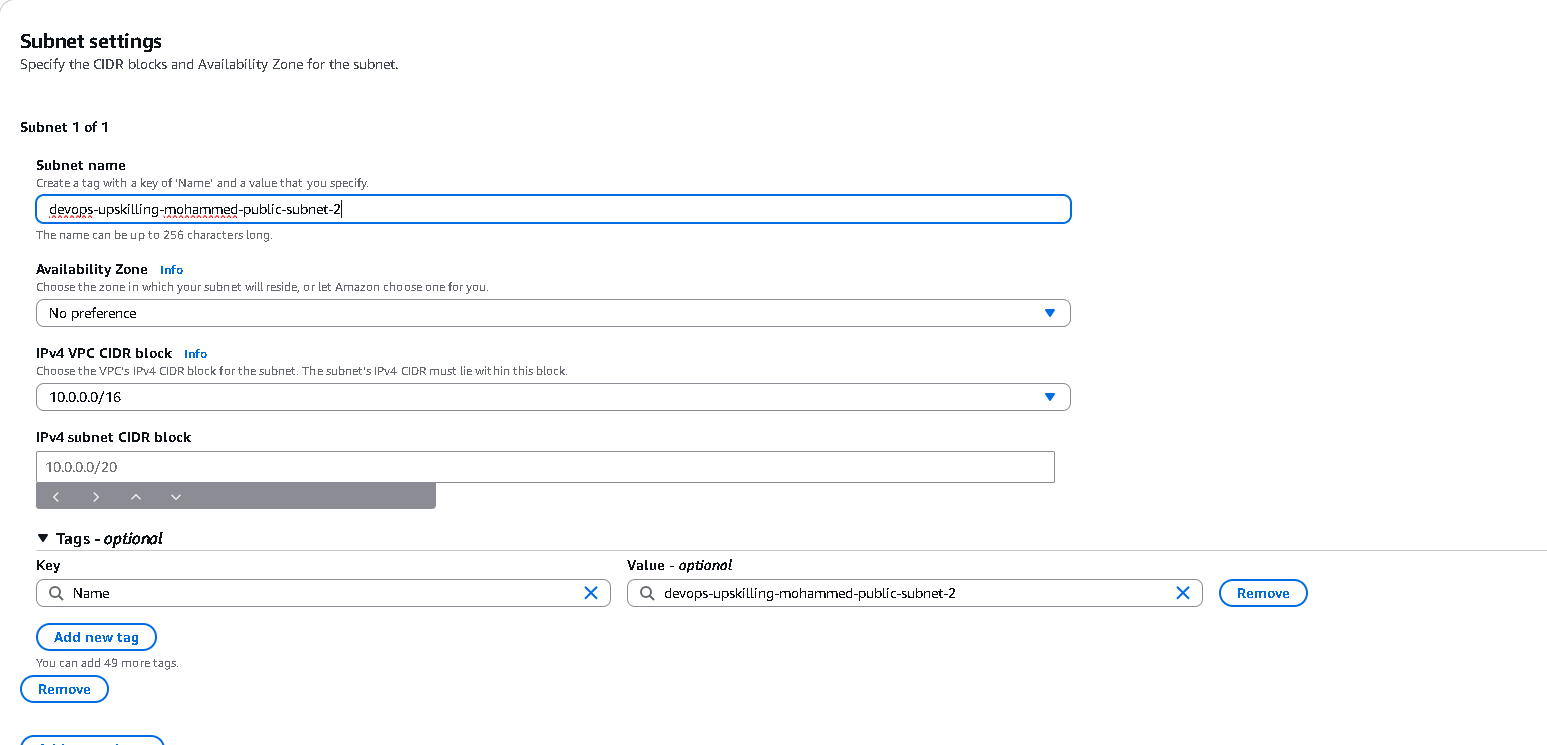 Subnet settings
Specify the CIDR blocks and Availability Zone for the subnet.
Subnet 1 of 1
Subnet name
Create a tag with a key of 'Name' and a value that you specify.
devops-upskilling-mohammed-public-subnet-2
The name can be up to 256 characters long.
Availability Zone Info
Choose the zone in which your subnet will reside, or let Amazon choose one for you.
No preference
IPv4 VPC CIDR block Info
Choose the VPC's IPv4 CIDR block for the subnet. The subnet's IPv4 CIDR must lie within this block.
10.0.0.0/16
IPv4 subnet CIDR block
10.0.0.0/20
Tags - optional
Key Value - optional
Name devops-upskilling-mohammed-public-subnet-2 Remove
Add new tag
You can add 49 more tags.
Remove